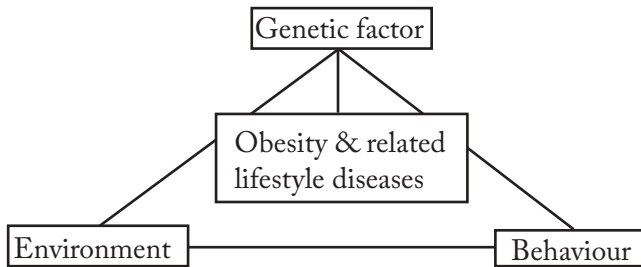 Genetic factor
Obesity & related
lifestyle diseases
Environment
Behaviour